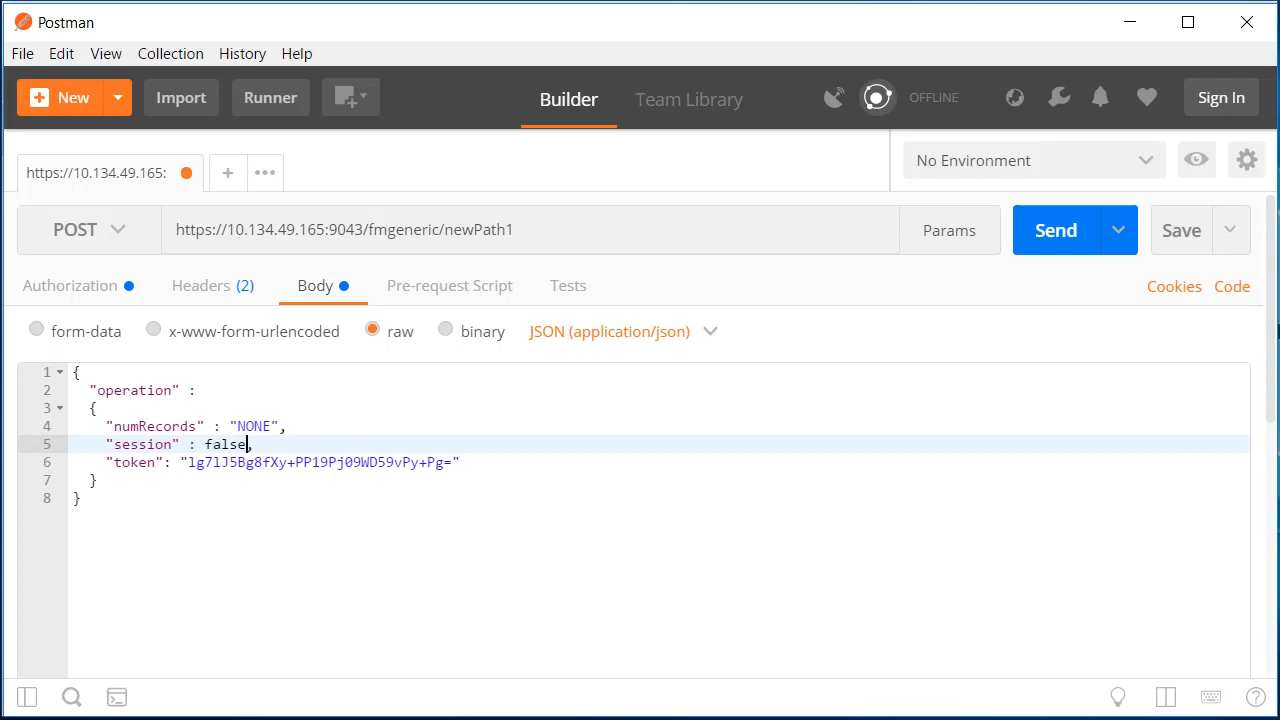 Postman
File Edit View Collection History Help
New Import Runner Builder Team Library OFFLINE Sign In
https://10.134.49.165: + ••• No Environment
POST https://10.134.49.165:9043/fmgeneric/newPath1 Params Send Save
Authorization Headers (2) Body Pre-request Script Tests Cookies Code
form-data x-www-form-urlencoded raw binary JSON (application/json)
1 {
2 "operation" :
3 {
4 "numRecords" : "NONE",
5 "session" : false,
6 "token": "lg7lJ5Bg8fXy+PP19Pj09WD59vPy+Pg="
7 }
8 }